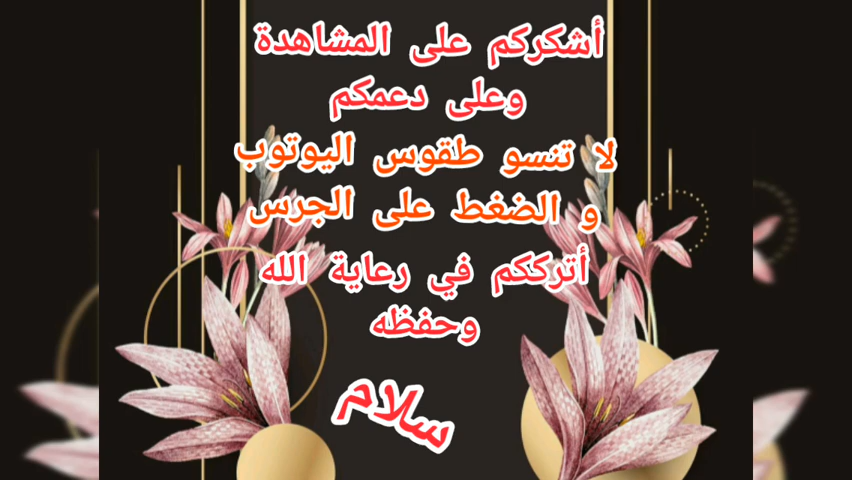 أشكركم على المشاهدة
وعلى دعمكم
لا تنسو طقوس اليوتوب
و الضغط على الجرس
أترككم في رعاية الله
وحفظه
سلام